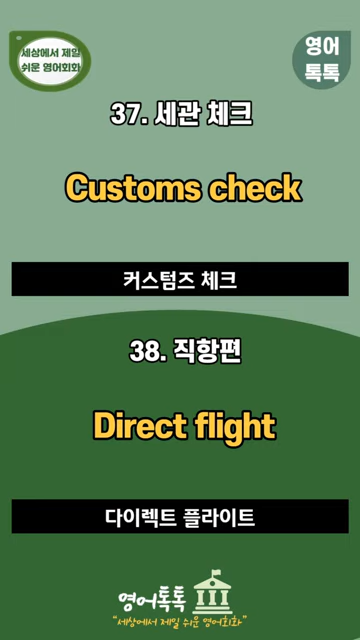 세상에서 제일
쉬운 영어회화
영어
톡톡
37. 세관 체크
Customs check
커스텀즈 체크
38. 직항편
Direct flight
다이렉트 플라이트
영어톡톡
"세상에서 제일 쉬운 영어회화"